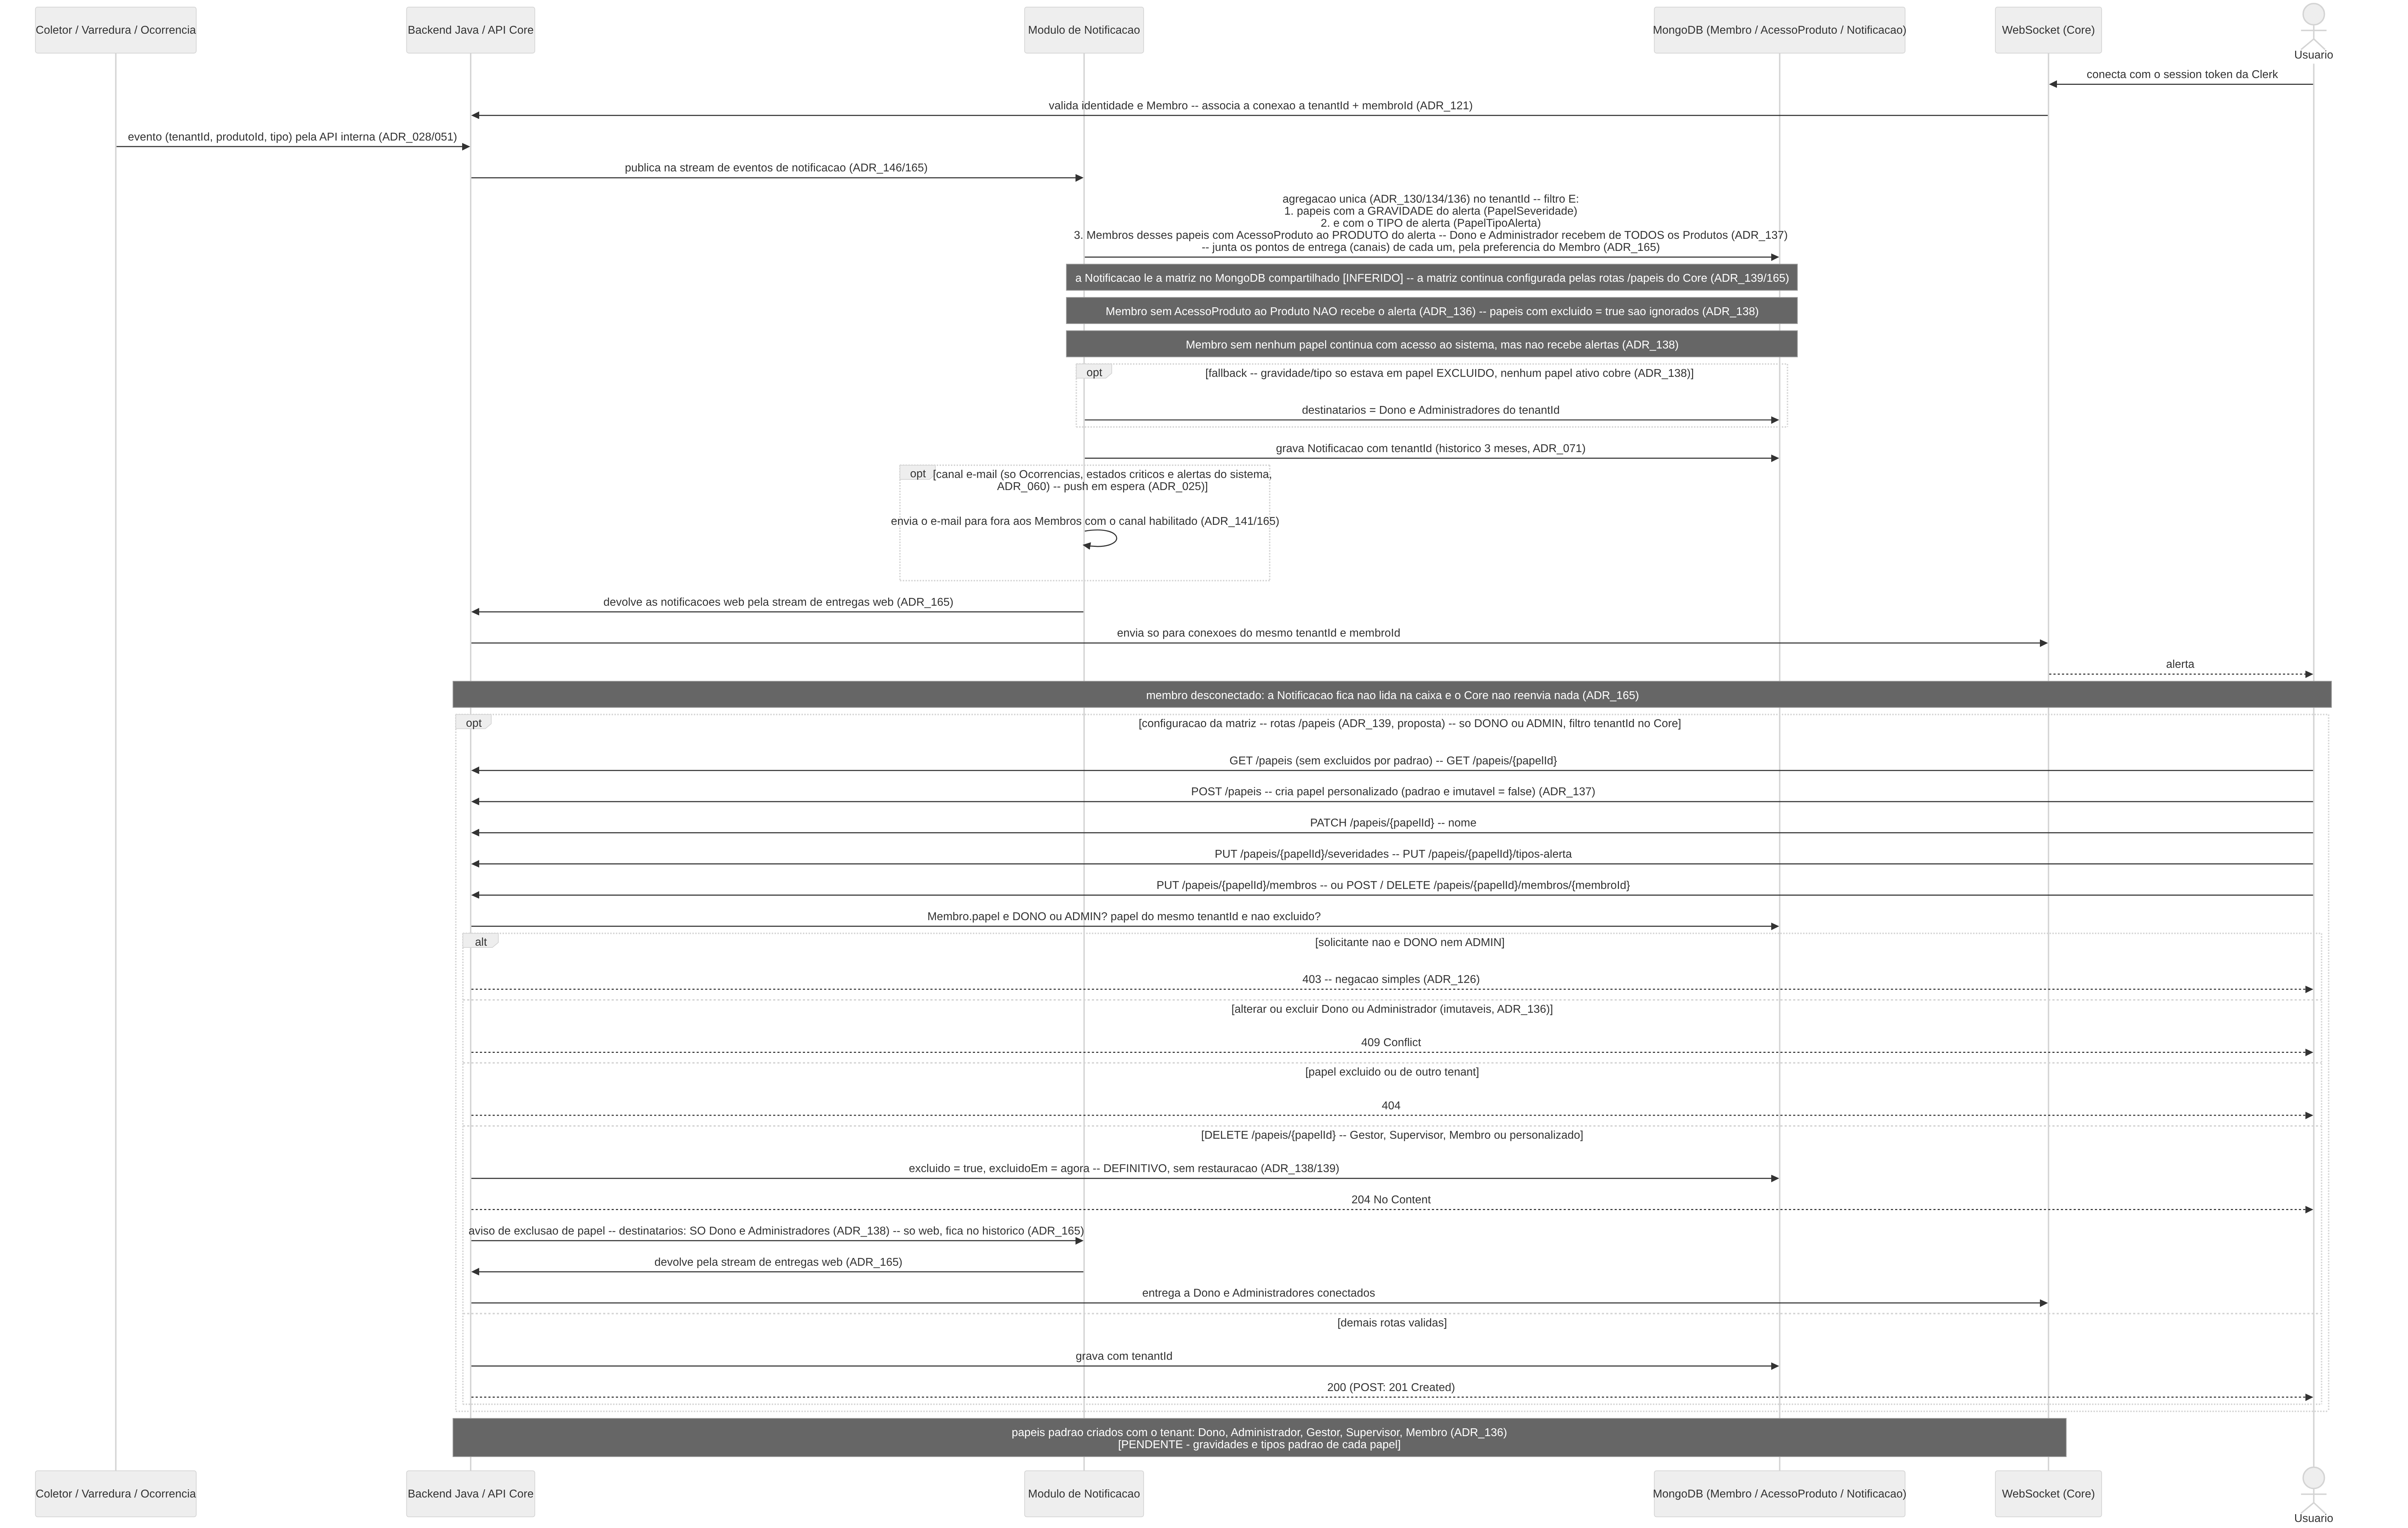 Coletor / Varredura / Ocorrencia
Backend Java / API Core
Modulo de Notificacao
MongoDB (Membro / AcessoProduto / Notificacao)
WebSocket (Core)
Usuario
conecta com o session token da Clerk
valida identidade e Membro -- associa a conexao a tenantId + membroId (ADR_121)
evento (tenantId, produtoId, tipo) pela API interna (ADR_028/051)
publica na stream de eventos de notificacao (ADR_146/165)
agregacao unica (ADR_130/134/136) no tenantId -- filtro E:
1. papeis com a GRAVIDADE do alerta (PapelSeveridade)
2. e com o TIPO de alerta (PapelTipoAlerta)
3. Membros desses papeis com AcessoProduto ao PRODUTO do alerta -- Dono e Administrador recebem de TODOS os Produtos (ADR_137)
-- junta os pontos de entrega (canais) de cada um, pela preferencia do Membro (ADR_165)
a Notificacao le a matriz no MongoDB compartilhado [INFERIDO] -- a matriz continua configurada pelas rotas /papeis do Core (ADR_139/165)
Membro sem AcessoProduto ao Produto NAO recebe o alerta (ADR_136) -- papeis com excluido = true sao ignorados (ADR_138)
Membro sem nenhum papel continua com acesso ao sistema, mas nao recebe alertas (ADR_138)
opt
[fallback -- gravidade/tipo so estava em papel EXCLUIDO, nenhum papel ativo cobre (ADR_138)]
destinatarios = Dono e Administradores do tenantId
grava Notificacao com tenantId (historico 3 meses, ADR_071)
opt
[canal e-mail (so Ocorrencias, estados criticos e alertas do sistema,
ADR_060) -- push em espera (ADR_025)]
envia o e-mail para fora aos Membros com o canal habilitado (ADR_141/165)
devolve as notificacoes web pela stream de entregas web (ADR_165)
envia so para conexoes do mesmo tenantId e membroId
alerta
membro desconectado: a Notificacao fica nao lida na caixa e o Core nao reenvia nada (ADR_165)
opt
[configuracao da matriz -- rotas /papeis (ADR_139, proposta) -- so DONO ou ADMIN, filtro tenantId no Core]
GET /papeis (sem excluidos por padrao) -- GET /papeis/{papelId}
POST /papeis -- cria papel personalizado (padrao e imutavel = false) (ADR_137)
PATCH /papeis/{papelId} -- nome
PUT /papeis/{papelId}/severidades -- PUT /papeis/{papelId}/tipos-alerta
PUT /papeis/{papelId}/membros -- ou POST / DELETE /papeis/{papelId}/membros/{membroId}
Membro.papel e DONO ou ADMIN? papel do mesmo tenantId e nao excluido?
alt
[solicitante nao e DONO nem ADMIN]
403 -- negacao simples (ADR_126)
[alterar ou excluir Dono ou Administrador (imutaveis, ADR_136)]
409 Conflict
[papel excluido ou de outro tenant]
404
[DELETE /papeis/{papelId} -- Gestor, Supervisor, Membro ou personalizado]
excluido = true, excluidoEm = agora -- DEFINITIVO, sem restauracao (ADR_138/139)
204 No Content
aviso de exclusao de papel -- destinatarios: SO Dono e Administradores (ADR_138) -- so web, fica no historico (ADR_165)
devolve pela stream de entregas web (ADR_165)
entrega a Dono e Administradores conectados
[demais rotas validas]
grava com tenantId
200 (POST: 201 Created)
papeis padrao criados com o tenant: Dono, Administrador, Gestor, Supervisor, Membro (ADR_136)
[PENDENTE - gravidades e tipos padrao de cada papel]
Coletor / Varredura / Ocorrencia
Backend Java / API Core
Modulo de Notificacao
MongoDB (Membro / AcessoProduto / Notificacao)
WebSocket (Core)
Usuario